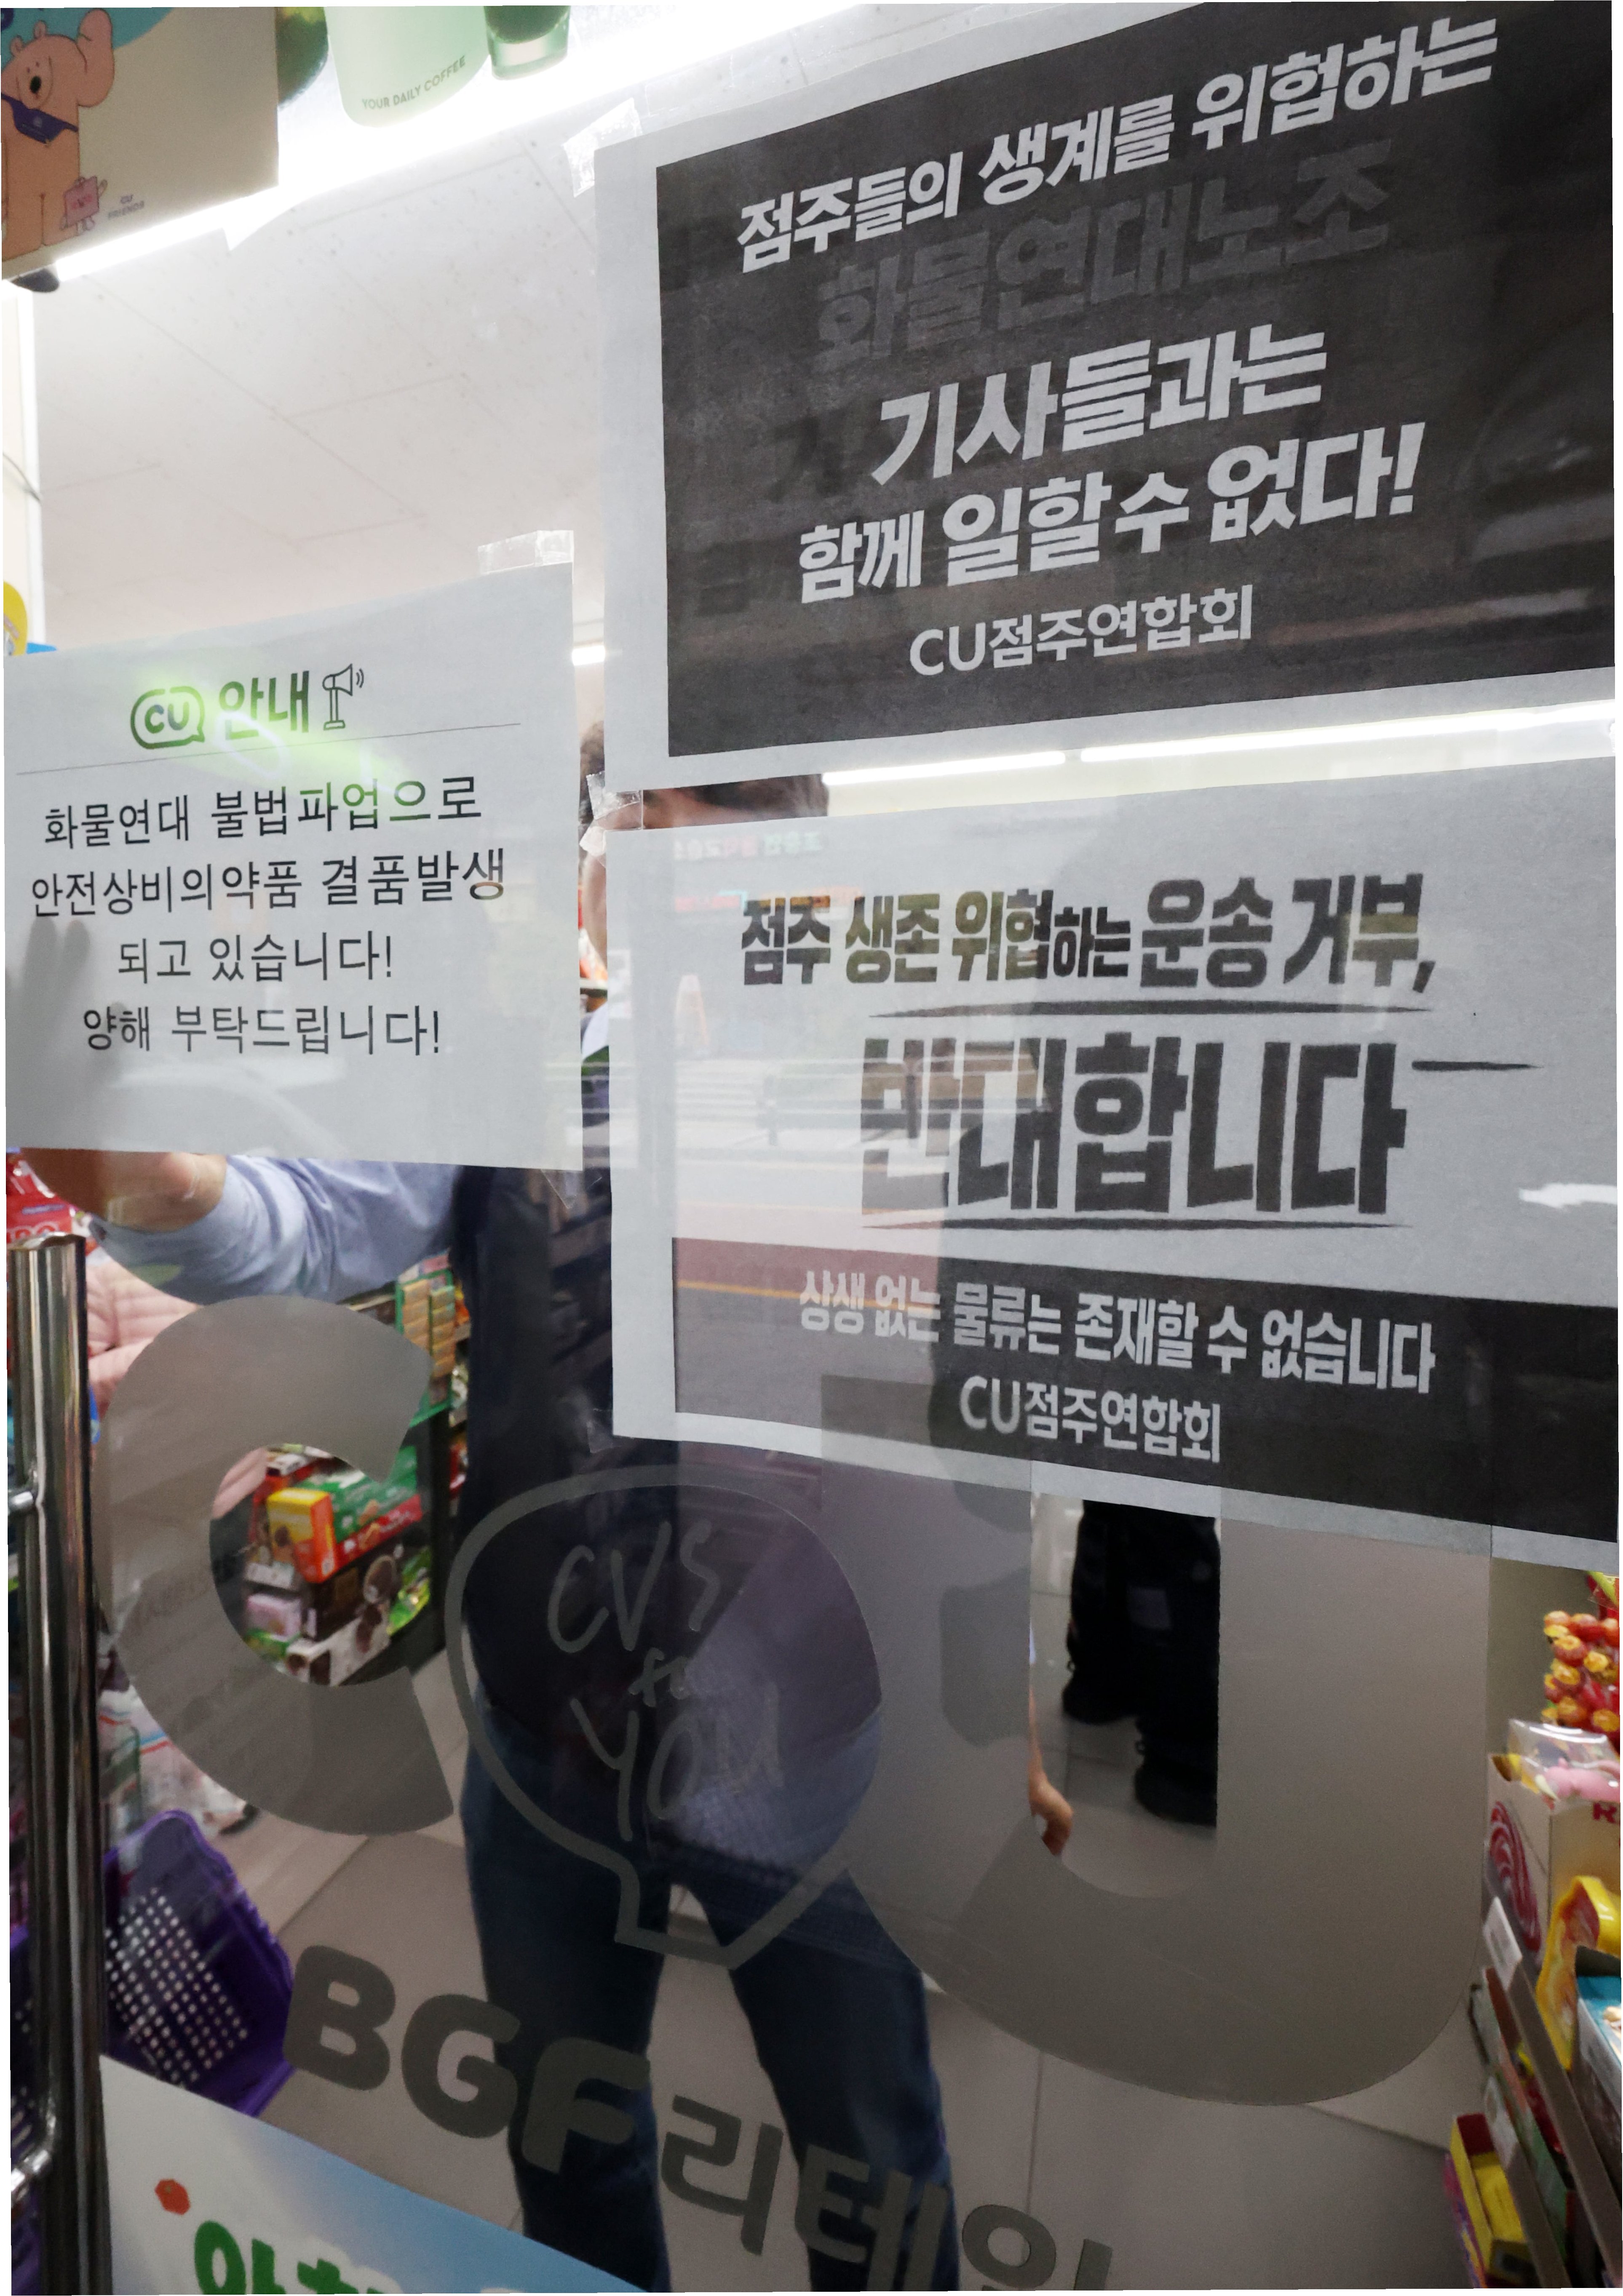 YOUR DAILY COFFEE
CU
FRIENDS
점주들의 생계를 위협하는
화물연대노조
기사들과는
함께 일할 수 없다!
CU점주연합회
CU 안내
화물연대 불법파업으로
안전상비의약품 결품발생
되고 있습니다!
양해 부탁드립니다!
점주 생존 위협하는 운송 거부,
반대합니다
상생 없는 물류는 존재할 수 없습니다
CU점주연합회
CU
CVS
to
YOU
BGF리테일